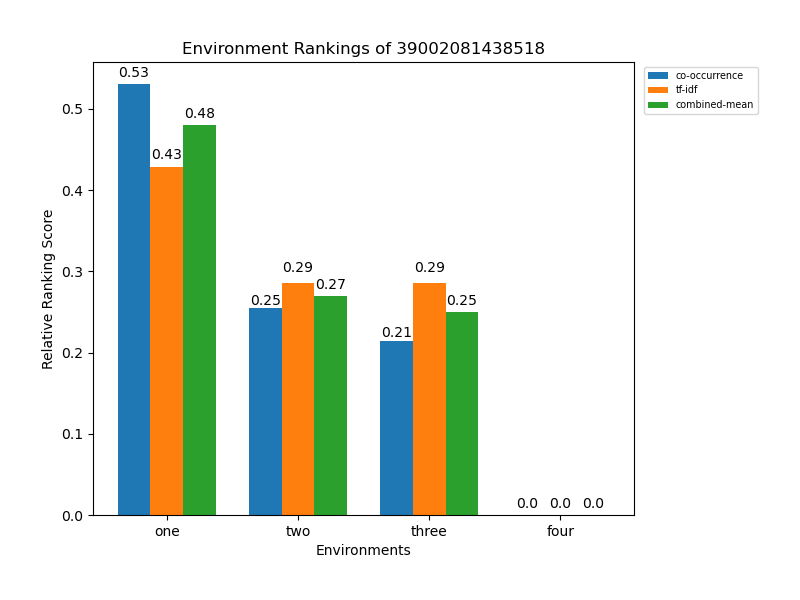 Environment Rankings of 39002081438518
co-occurrence
tf-idf
combined-mean
Relative Ranking Score
0.5
0.4
0.3
0.2
0.1
0.0
0.53
0.43
0.48
0.25
0.29
0.27
0.21
0.29
0.25
0.0
0.0
0.0
one
two
three
four
Environments